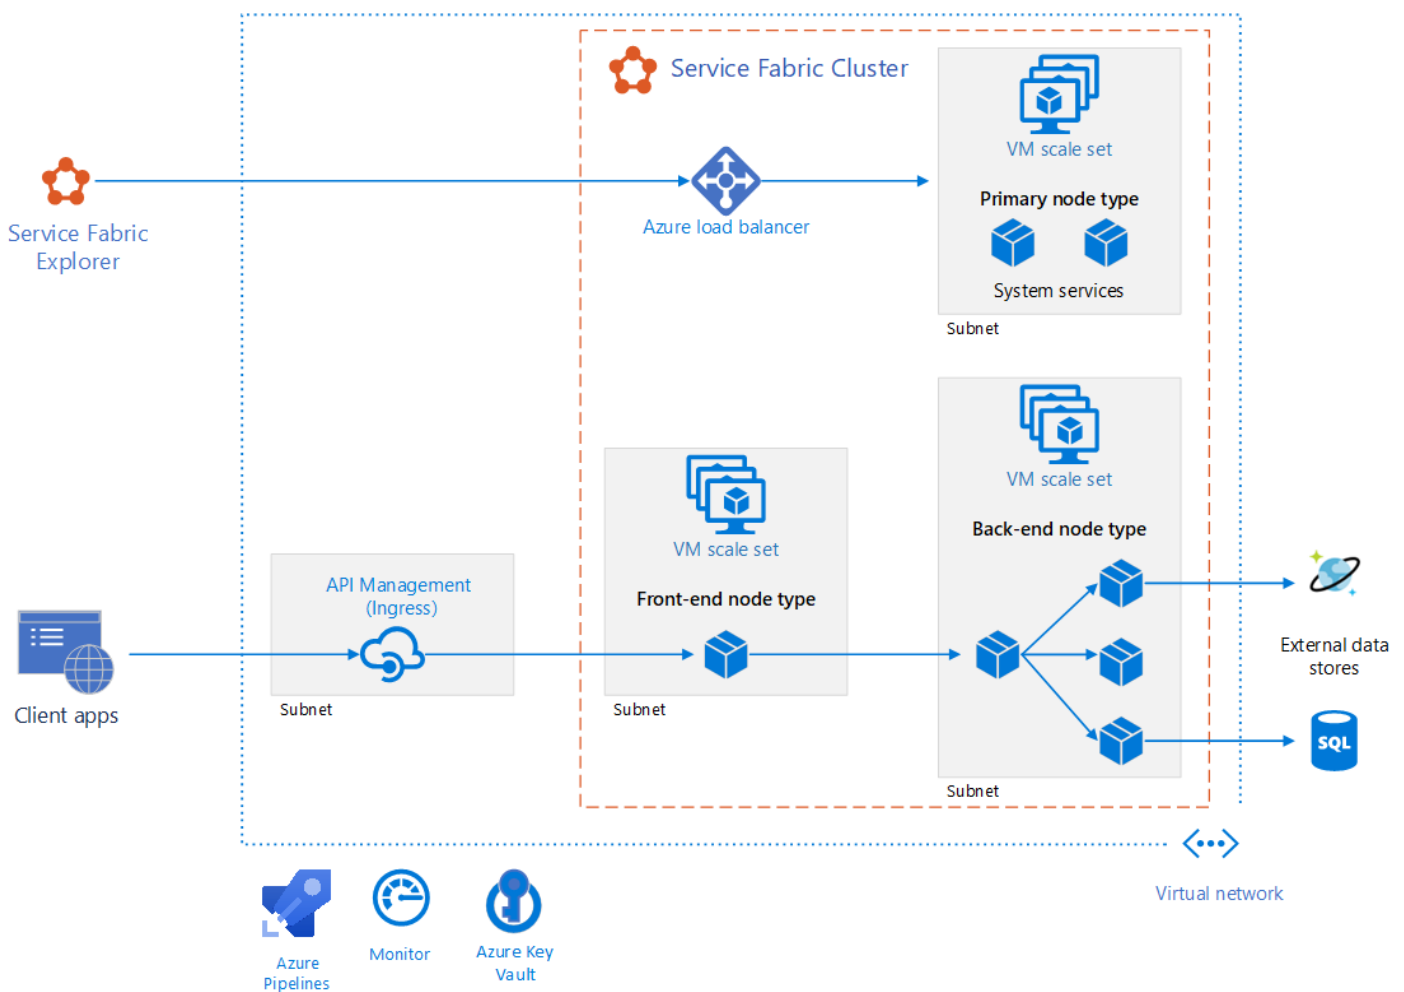 Service Fabric Cluster
VM scale set
Primary node type
System services
Subnet
Service Fabric
Explorer
Azure load balancer
VM scale set
Back-end node type
Subnet
VM scale set
Front-end node type
Subnet
API Management
(Ingress)
Subnet
Client apps
External data
stores
SQL
Virtual network
Azure
Pipelines
Monitor
Azure Key
Vault